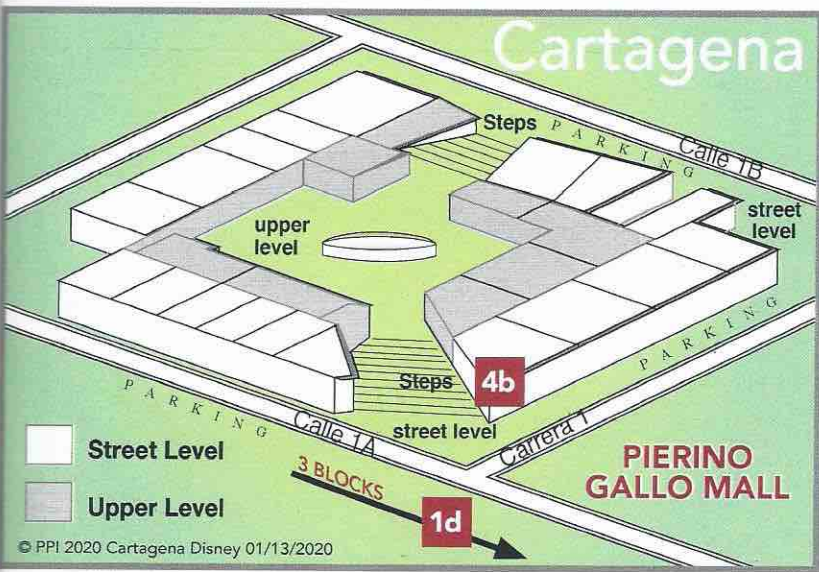 Cartagena
Steps
PARKING
Calle 1B
street
level
upper
level
PARKING
Steps
4b
street level
PARKING
Calle 1A
Carrera 1
Street Level
3 BLOCKS
PIERINO
GALLO MALL
Upper Level
1d
© PPI 2020 Cartagena Disney 01/13/2020